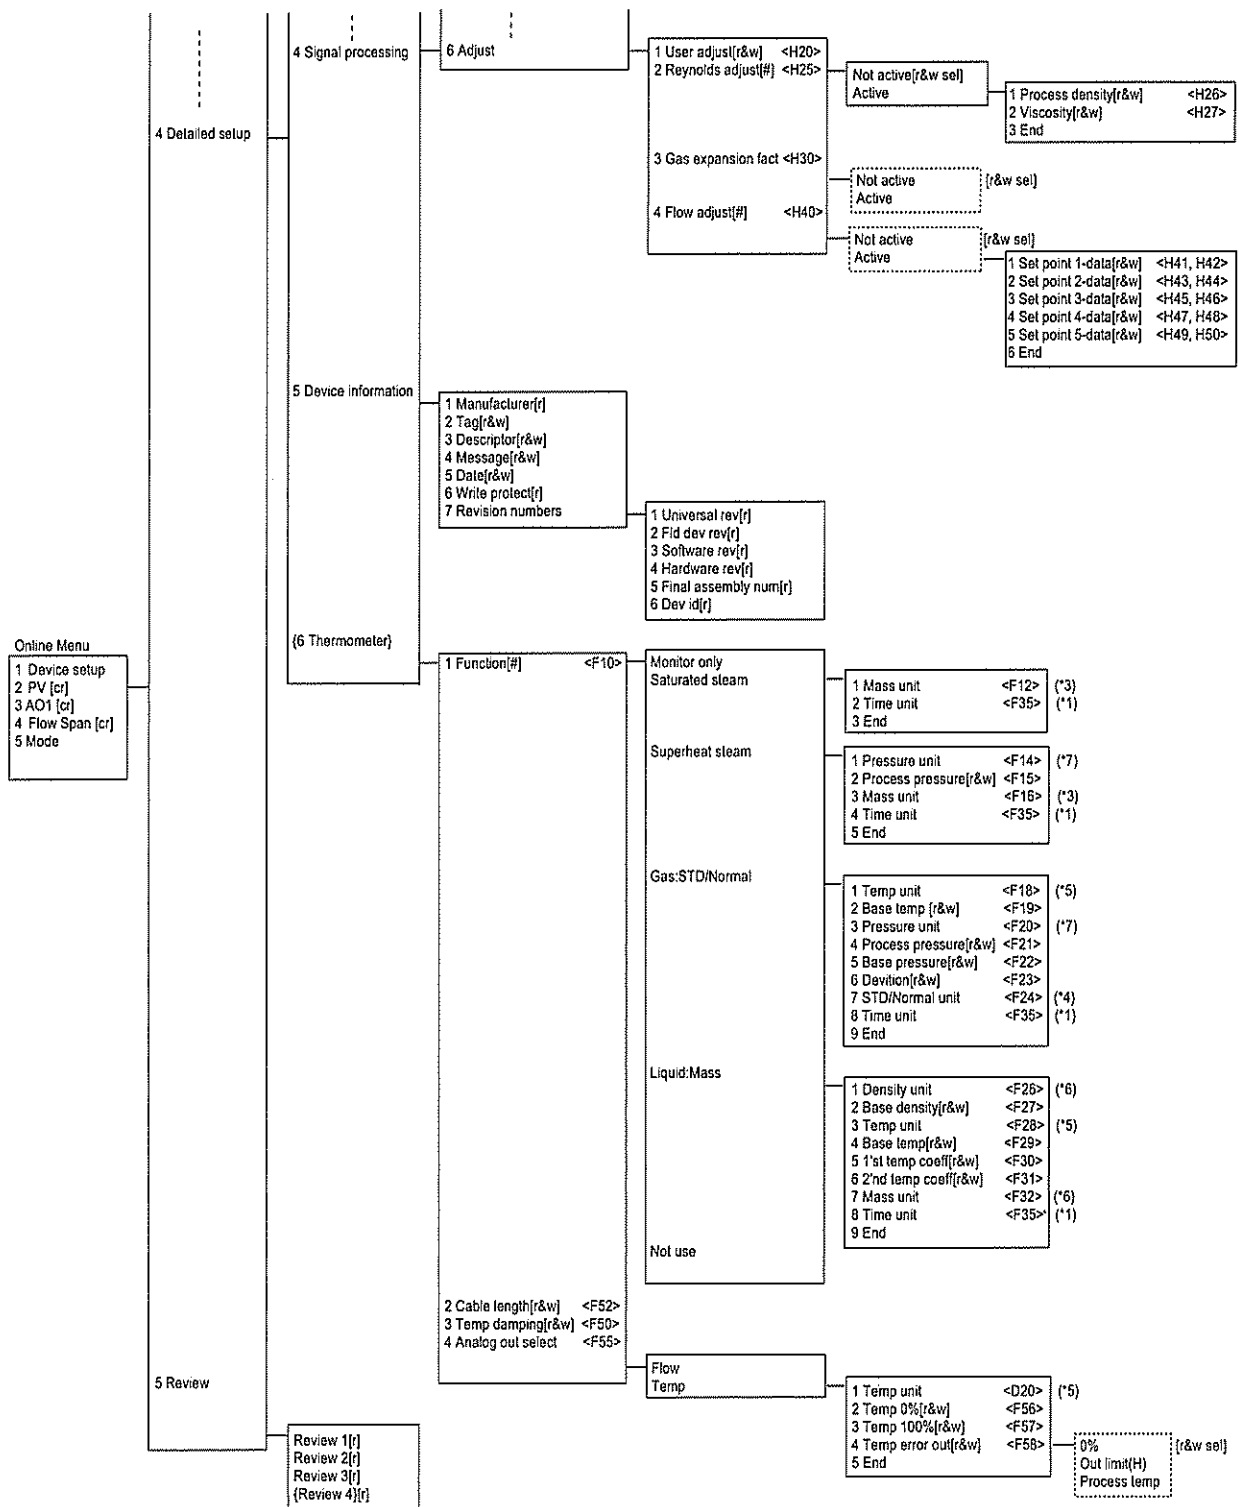 4 Signal processing
6 Adjust
1 User adjust[r&w] <H20>
2 Reynolds adjust[#] <H25>
Not active[r&w sel]
Active
1 Process density[r&w] <H26>
2 Viscosity[r&w] <H27>
3 End
4 Detailed setup
3 Gas expansion fact <H30>
Not active [r&w sel]
Active
4 Flow adjust[#] <H40>
Not active [r&w sel]
Active
1 Set point 1-data[r&w] <H41, H42>
2 Set point 2-data[r&w] <H43, H44>
3 Set point 3-data[r&w] <H45, H46>
4 Set point 4-data[r&w] <H47, H48>
5 Set point 5-data[r&w] <H49, H50>
6 End
5 Device information
1 Manufacturer[r]
2 Tag[r&w]
3 Descriptor[r&w]
4 Message[r&w]
5 Date[r&w]
6 Write protect[r]
7 Revision numbers
1 Universal rev[r]
2 Fld dev rev[r]
3 Software rev[r]
4 Hardware rev[r]
5 Final assembly num[r]
6 Dev id[r]
{6 Thermometer}
Online Menu
1 Device setup
2 PV [cr]
3 AO1 [cr]
4 Flow Span [cr]
5 Mode
1 Function[#] <F10>
Monitor only
Saturated steam
1 Mass unit <F12> (*3)
2 Time unit <F35> (*1)
3 End
Superheat steam
1 Pressure unit <F14> (*7)
2 Process pressure[r&w] <F15>
3 Mass unit <F16> (*3)
4 Time unit <F35> (*1)
5 End
Gas:STD/Normal
1 Temp unit <F18> (*5)
2 Base temp [r&w] <F19>
3 Pressure unit <F20> (*7)
4 Process pressure[r&w] <F21>
5 Base pressure[r&w] <F22>
6 Devition[r&w] <F23>
7 STD/Normal unit <F24> (*4)
8 Time unit <F35> (*1)
9 End
Liquid:Mass
1 Density unit <F26> (*6)
2 Base density[r&w] <F27>
3 Temp unit <F28> (*5)
4 Base temp[r&w] <F29>
5 1'st temp coeff[r&w] <F30>
6 2'nd temp coeff[r&w] <F31>
7 Mass unit <F32> (*6)
8 Time unit <F35> (*1)
9 End
Not use
2 Cable length[r&w] <F52>
3 Temp damping[r&w] <F50>
4 Analog out select <F55>
Flow
Temp
1 Temp unit <D20> (*5)
2 Temp 0%[r&w] <F56>
3 Temp 100%[r&w] <F57>
4 Temp error out[r&w] <F58>
5 End
0% [r&w sel]
Out limit(H)
Process temp
5 Review
Review 1[r]
Review 2[r]
Review 3[r]
{Review 4}[r]